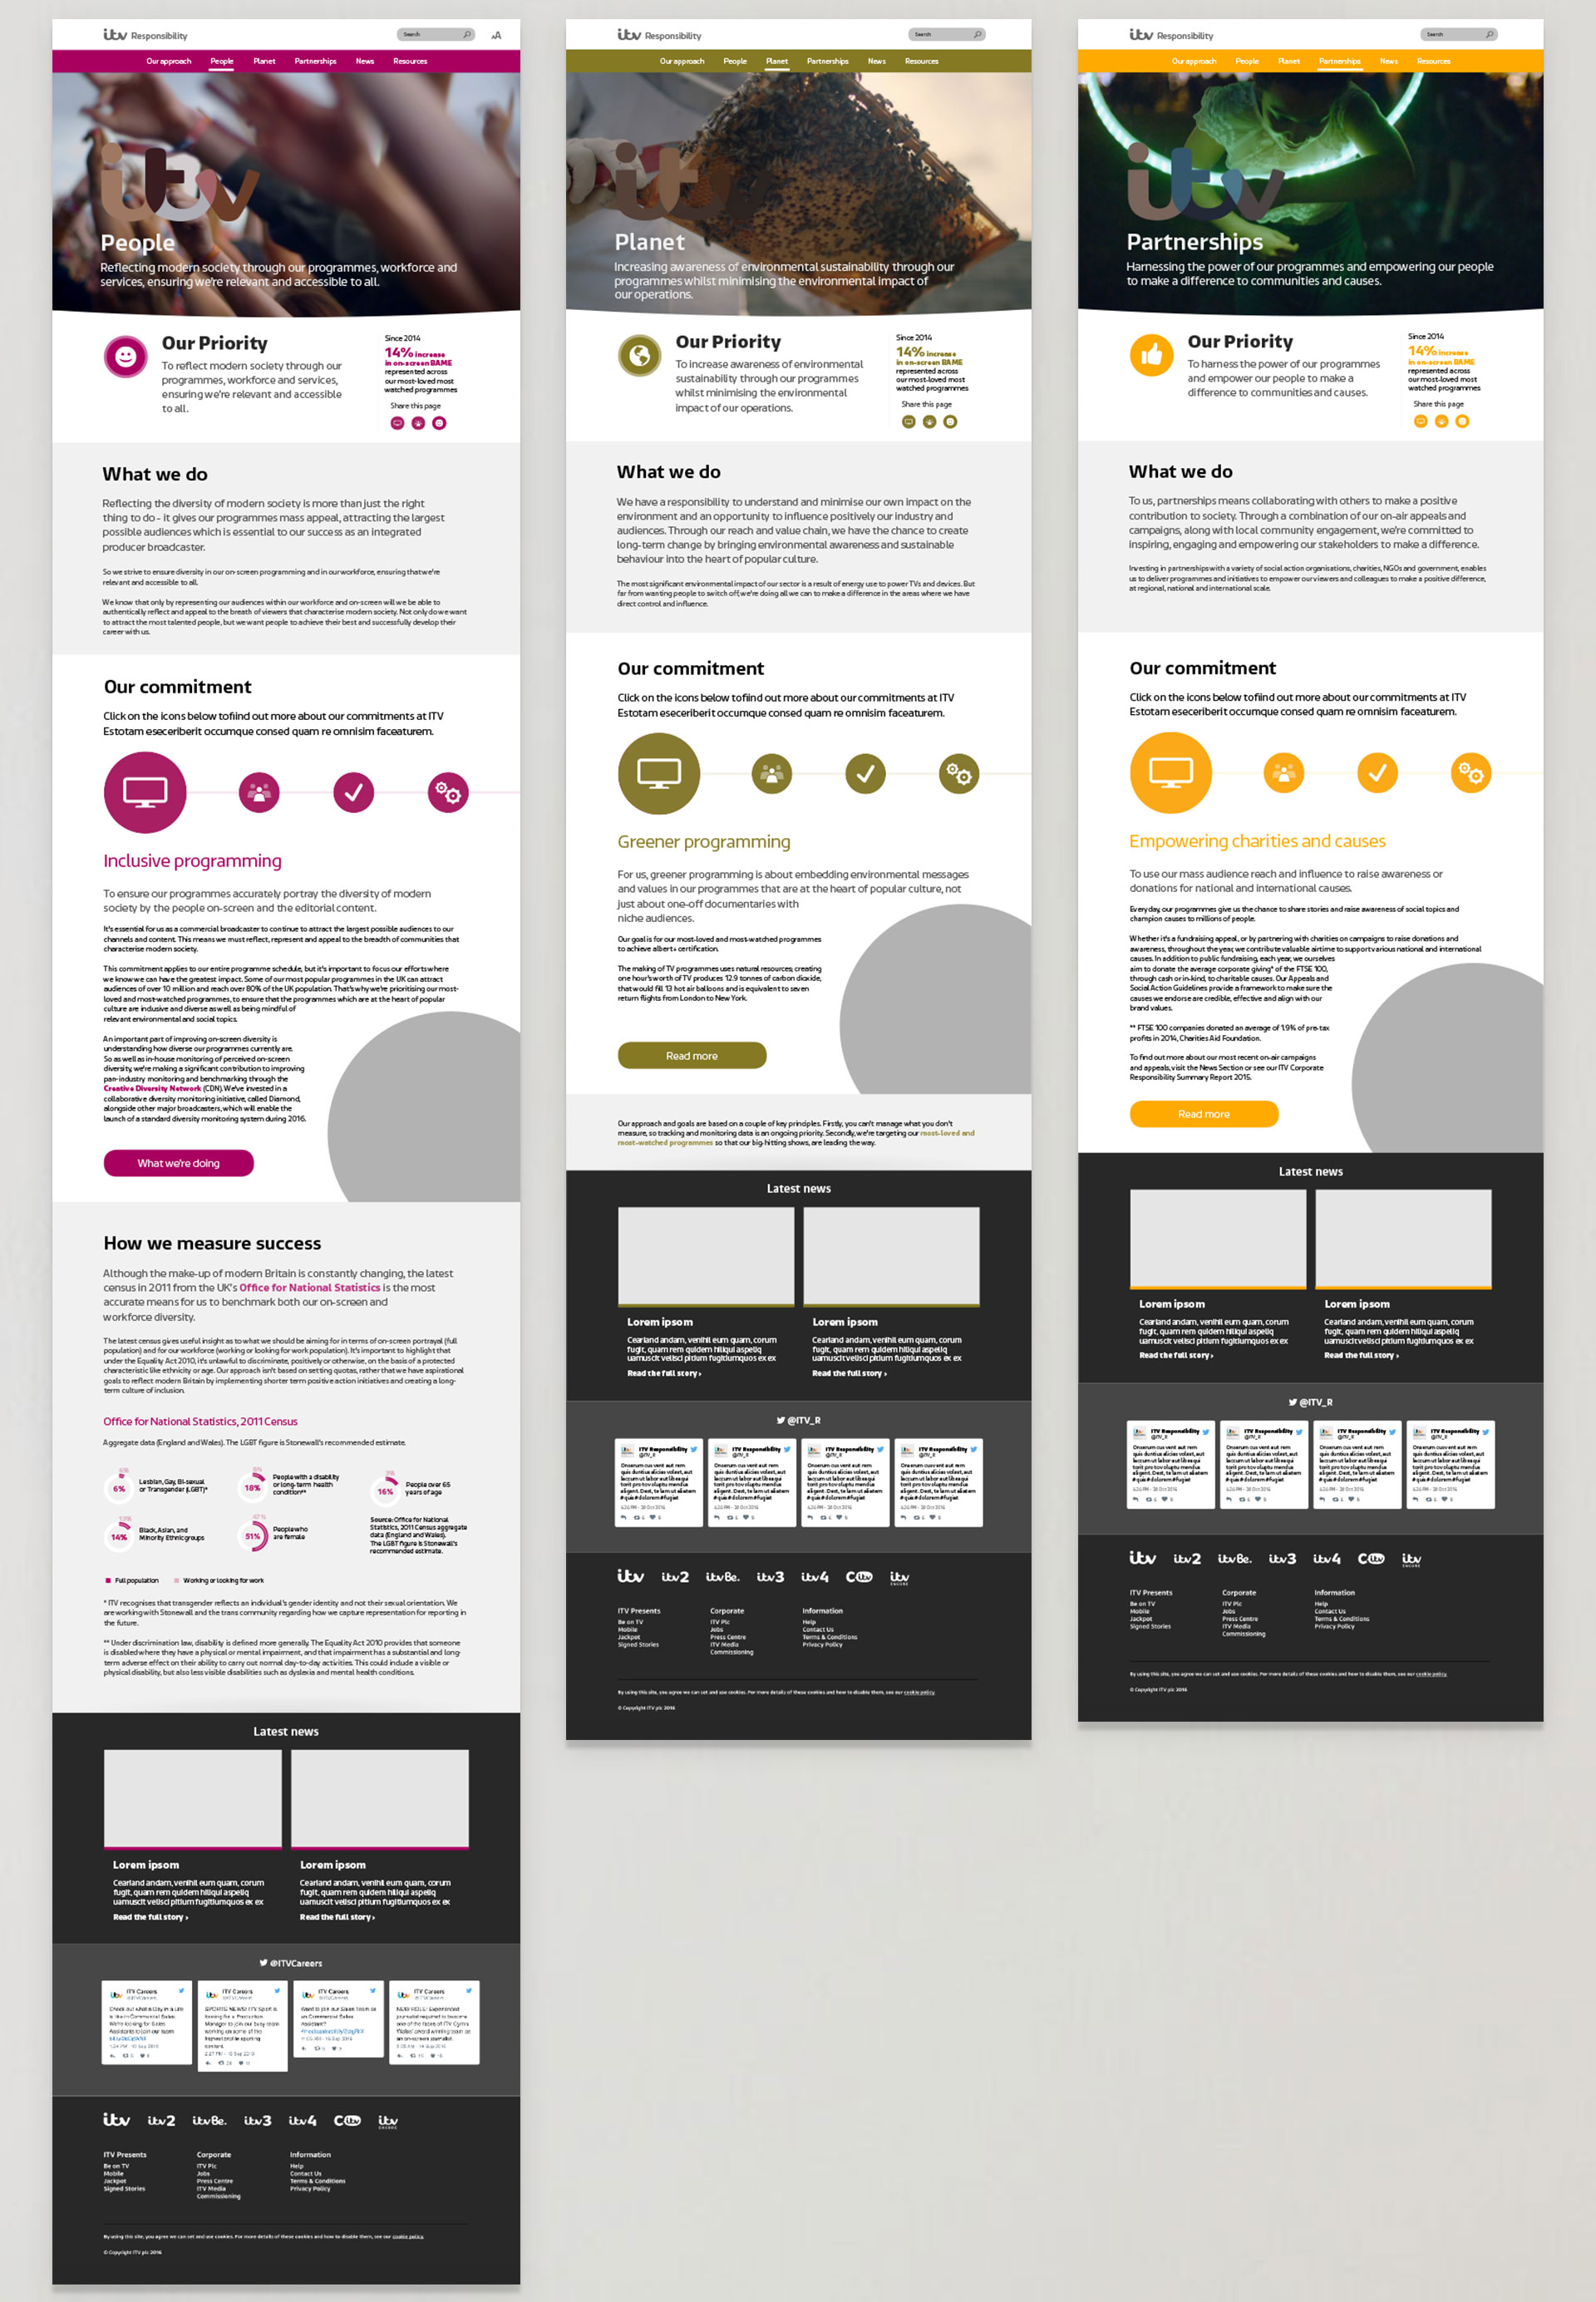 itv Responsibility
Search
AA
Our approach People Planet Partnerships News Resources
itv
People
Reflecting modern society through our programmes, workforce and
services, ensuring we're relevant and accessible to all.
Our Priority
To reflect modern society through our
programmes, workforce and services,
ensuring we're relevant and accessible
to all.
Since 2014
14% increase
in on-screen BAME
represented across
our most-loved most
watched programmes
Share this page
What we do
Reflecting the diversity of modern society is more than just the right
thing to do - it gives our programmes mass appeal, attracting the largest
possible audiences which is essential to our success as an integrated
producer broadcaster.
So we strive to ensure diversity in our on-screen programming and in our workforce, ensuring that we're
relevant and accessible to all.
We know that only by representing our audiences within our workforce and on-screen will we be able to
authentically reflect and appeal to the breath of viewers that characterise modern society. Not only do we want
to attract the most talented people, but we want people to achieve their best and successfully develop their
career with us.
Our commitment
Click on the icons below tofiind out more about our commitments at ITV
Estotam eseceriberit occumque consed quam re omnisim faceaturem.
Inclusive programming
To ensure our programmes accurately portray the diversity of modern
society by the people on-screen and the editorial content.
It's essential for us as a commercial broadcaster to continue to attract the largest possible audiences to our
channels and content. This means we must reflect, represent and appeal to the breadth of communities that
characterise modern society.
This commitment applies to our entire programme schedule, but it's important to focus our efforts where
we know we can have the greatest impact. Some of our most popular programmes in the UK can attract
audiences of over 10 million and reach over 80% of the UK population. That's why we're prioritising our most-
loved and most-watched programmes, to ensure that the programmes which are at the heart of popular
culture are inclusive and diverse as well as being mindful of
relevant environmental and social topics.
An important part of improving on-screen diversity is
understanding how diverse our programmes currently are.
So as well as in-house monitoring of perceived on-screen
diversity, we're making a significant contribution to improving
pan-industry monitoring and benchmarking through the
Creative Diversity Network (CDN). We've invested in a
collaborative diversity monitoring initiative, called Diamond,
alongside other major broadcasters, which will enable the
launch of a standard diversity monitoring system during 2016.
What we're doing
How we measure success
Although the make-up of modern Britain is constantly changing, the latest
census in 2011 from the UK's Office for National Statistics is the most
accurate means for us to benchmark both our on-screen and
workforce diversity.
The latest census gives useful insight as to what we should be aiming for in terms of on-screen portrayal (full
population) and for our workforce (working or looking for work population). It's important to highlight that
under the Equality Act 2010, it's unlawful to discriminate, positively or otherwise, on the basis of a protected
characteristic like ethnicity or age. Our approach isn't based on setting quotas, rather that we have aspirational
goals to reflect modern Britain by implementing shorter term positive action initiatives and creating a long-
term culture of inclusion.
Office for National Statistics, 2011 Census
Aggregate data (England and Wales). The LGBT figure is Stonewall's recommended estimate.
6%
Lesbian, Gay, Bi-sexual
or Transgender (LGBT)*
18%
People with a disability
or long-term health
condition**
16%
People over 65
years of age
14%
Black, Asian, and
Minority Ethnic groups
47%
51%
People who
are female
Source: Office for National
Statistics, 2011 Census aggregate
data (England and Wales).
The LGBT figure is Stonewall's
recommended estimate.
Full population Working or looking for work
* ITV recognises that transgender reflects an individual's gender identity and not their sexual orientation. We
are working with Stonewall and the trans community regarding how we capture representation for reporting in
the future.
** Under discrimination law, disability is defined more generally. The Equality Act 2010 provides that someone
is disabled where they have a physical or mental impairment, and that impairment has a substantial and long-
term adverse effect on their ability to carry out normal day-to-day activities. This could include a visible or
physical disability, but also less visible disabilities such as dyslexia and mental health conditions.
Latest news
Lorem ipsom Lorem ipsom
Cearland andam, venihil eum quam, corum Cearland andam, venihil eum quam, corum
fugit, quam rem quidem hiliqui aspeliq fugit, quam rem quidem hiliqui aspeliq
uamuscit velisci pitium fugitiumquos ex ex uamuscit velisci pitium fugitiumquos ex ex
Read the full story › Read the full story ›
@ITVCareers
ITV Careers ITV Careers ITV Careers ITV Careers
itv itv2 itvBe. itv3 itv4 Citv itv ENCORE
ITV Presents Corporate Information
Be on TV ITV Plc Help
Mobile Jobs Contact Us
Jackpot Press Centre Terms & Conditions
Signed Stories ITV Media Privacy Policy
Commissioning
By using this site, you agree we can set and use cookies. For more details of these cookies and how to disable them, see our cookie policy.
© Copyright ITV plc 2016
itv Responsibility
Search
Our approach People Planet Partnerships News Resources
itv
Planet
Increasing awareness of environmental sustainability through our
programmes whilst minimising the environmental impact of
our operations.
Our Priority
To increase awareness of environmental
sustainability through our programmes
whilst minimising the environmental
impact of our operations.
Since 2014
14% increase
in on-screen BAME
represented across
our most-loved most
watched programmes
Share this page
What we do
We have a responsibility to understand and minimise our own impact on the
environment and an opportunity to influence positively our industry and
audiences. Through our reach and value chain, we have the chance to create
long-term change by bringing environmental awareness and sustainable
behaviour into the heart of popular culture.
The most significant environmental impact of our sector is a result of energy use to power TVs and devices. But
far from wanting people to switch off, we're doing all we can to make a difference in the areas where we have
direct control and influence.
Our commitment
Click on the icons below tofiind out more about our commitments at ITV
Estotam eseceriberit occumque consed quam re omnisim faceaturem.
Greener programming
For us, greener programming is about embedding environmental messages
and values in our programmes that are at the heart of popular culture, not
just about one-off documentaries with
niche audiences.
Our goal is for our most-loved and most-watched programmes
to achieve albert+ certification.
The making of TV programmes uses natural resources; creating
one hour's worth of TV produces 12.9 tonnes of carbon dioxide,
that would fill 13 hot air balloons and is equivalent to seven
return flights from London to New York.
Read more
Our approach and goals are based on a couple of key principles. Firstly, you can't manage what you don't
measure, so tracking and monitoring data is an ongoing priority. Secondly, we're targeting our most-loved and
most-watched programmes so that our big-hitting shows, are leading the way.
Latest news
Lorem ipsom Lorem ipsom
Cearland andam, venihil eum quam, corum Cearland andam, venihil eum quam, corum
fugit, quam rem quidem hiliqui aspeliq fugit, quam rem quidem hiliqui aspeliq
uamuscit velisci pitium fugitiumquos ex ex uamuscit velisci pitium fugitiumquos ex ex
Read the full story › Read the full story ›
@ITV_R
ITV Responsibility ITV Responsibility ITV Responsibility ITV Responsibility
@ITV_R @ITV_R @ITV_R @ITV_R
itv itv2 itvBe. itv3 itv4 Citv itv ENCORE
ITV Presents Corporate Information
Be on TV ITV Plc Help
Mobile Jobs Contact Us
Jackpot Press Centre Terms & Conditions
Signed Stories ITV Media Privacy Policy
Commissioning
By using this site, you agree we can set and use cookies. For more details of these cookies and how to disable them, see our cookie policy.
© Copyright ITV plc 2016
itv Responsibility
Search
Our approach People Planet Partnerships News Resources
itv
Partnerships
Harnessing the power of our programmes and empowering our people
to make a difference to communities and causes.
Our Priority
To harness the power of our programmes
and empower our people to make a
difference to communities and causes.
Since 2014
14% increase
in on-screen BAME
represented across
our most-loved most
watched programmes
Share this page
What we do
To us, partnerships means collaborating with others to make a positive
contribution to society. Through a combination of our on-air appeals and
campaigns, along with local community engagement, we're committed to
inspiring, engaging and empowering our stakeholders to make a difference.
Investing in partnerships with a variety of social action organisations, charities, NGOs and government, enables
us to deliver programmes and initiatives to empower our viewers and colleagues to make a positive difference,
at regional, national and international scale.
Our commitment
Click on the icons below tofiind out more about our commitments at ITV
Estotam eseceriberit occumque consed quam re omnisim faceaturem.
Empowering charities and causes
To use our mass audience reach and influence to raise awareness or
donations for national and international causes.
Everyday, our programmes give us the chance to share stories and raise awareness of social topics and
champion causes to millions of people.
Whether it's a fundraising appeal, or by partnering with charities on campaigns to raise donations and
awareness, throughout the year, we contribute valuable airtime to support various national and international
causes. In addition to public fundraising, each year, we ourselves
aim to donate the average corporate giving* of the FTSE 100,
through cash or in-kind, to charitable causes. Our Appeals and
Social Action Guidelines provide a framework to make sure the
causes we endorse are credible, effective and align with our
brand values.
** FTSE 100 companies donated an average of 1.9% of pre-tax
profits in 2014, Charities Aid Foundation.
To find out more about our most recent on-air campaigns
and appeals, visit the News Section or see our ITV Corporate
Responsibility Summary Report 2015.
Read more
Latest news
Lorem ipsom Lorem ipsom
Cearland andam, venihil eum quam, corum Cearland andam, venihil eum quam, corum
fugit, quam rem quidem hiliqui aspeliq fugit, quam rem quidem hiliqui aspeliq
uamuscit velisci pitium fugitiumquos ex ex uamuscit velisci pitium fugitiumquos ex ex
Read the full story › Read the full story ›
@ITV_R
ITV Responsibility ITV Responsibility ITV Responsibility ITV Responsibility
@ITV_R @ITV_R @ITV_R @ITV_R
itv itv2 itvBe. itv3 itv4 Citv itv ENCORE
ITV Presents Corporate Information
Be on TV ITV Plc Help
Mobile Jobs Contact Us
Jackpot Press Centre Terms & Conditions
Signed Stories ITV Media Privacy Policy
Commissioning
By using this site, you agree we can set and use cookies. For more details of these cookies and how to disable them, see our cookie policy.
© Copyright ITV plc 2016